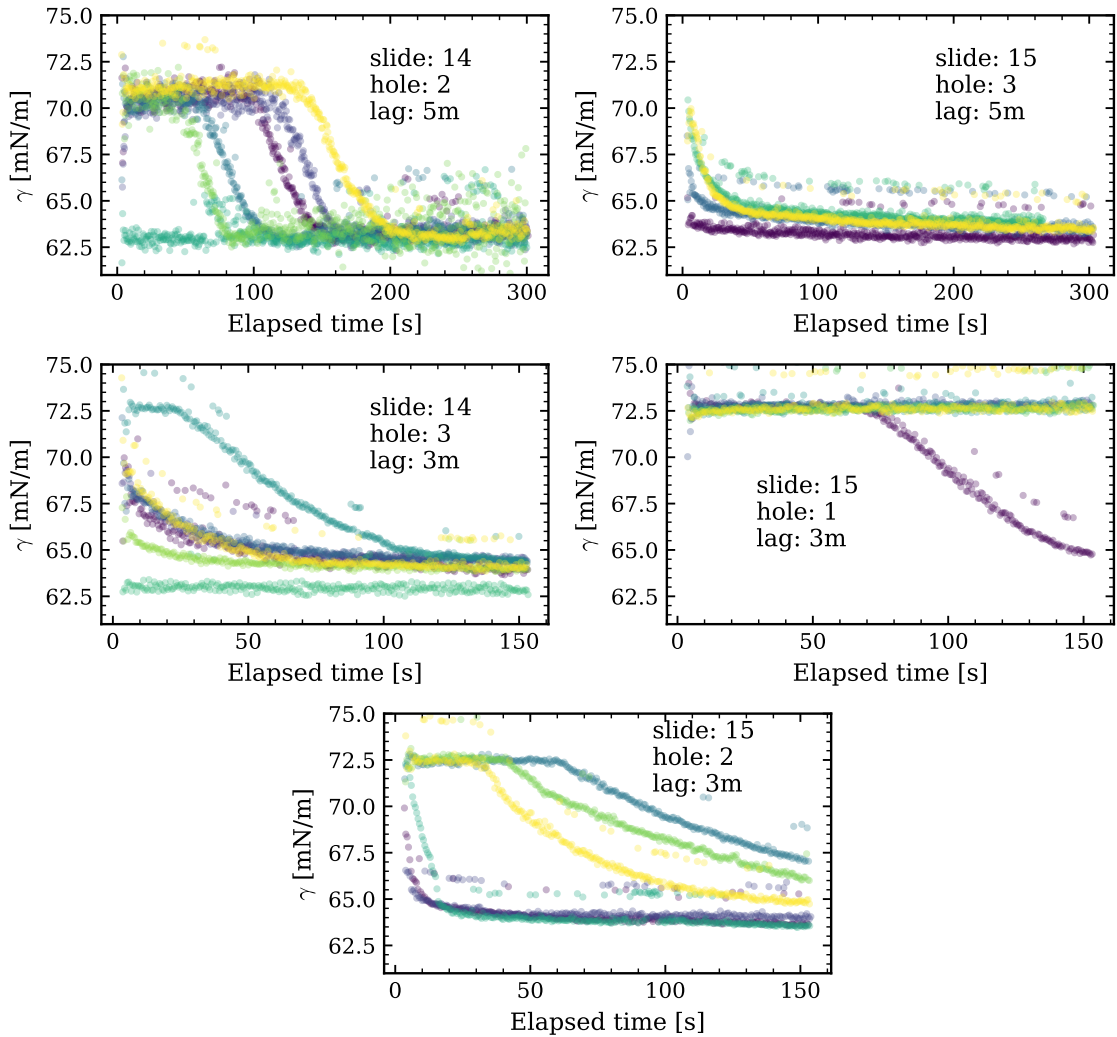 75.0
72.5
70.0
67.5
65.0
62.5
γ [mN/m]
0
100
200
300
Elapsed time [s]
slide: 14
hole: 2
lag: 5m
75.0
72.5
70.0
67.5
65.0
62.5
γ [mN/m]
0
100
200
300
Elapsed time [s]
slide: 15
hole: 3
lag: 5m
75.0
72.5
70.0
67.5
65.0
62.5
γ [mN/m]
0
50
100
150
Elapsed time [s]
slide: 14
hole: 3
lag: 3m
75.0
72.5
70.0
67.5
65.0
62.5
γ [mN/m]
0
50
100
150
Elapsed time [s]
slide: 15
hole: 1
lag: 3m
75.0
72.5
70.0
67.5
65.0
62.5
γ [mN/m]
0
50
100
150
Elapsed time [s]
slide: 15
hole: 2
lag: 3m